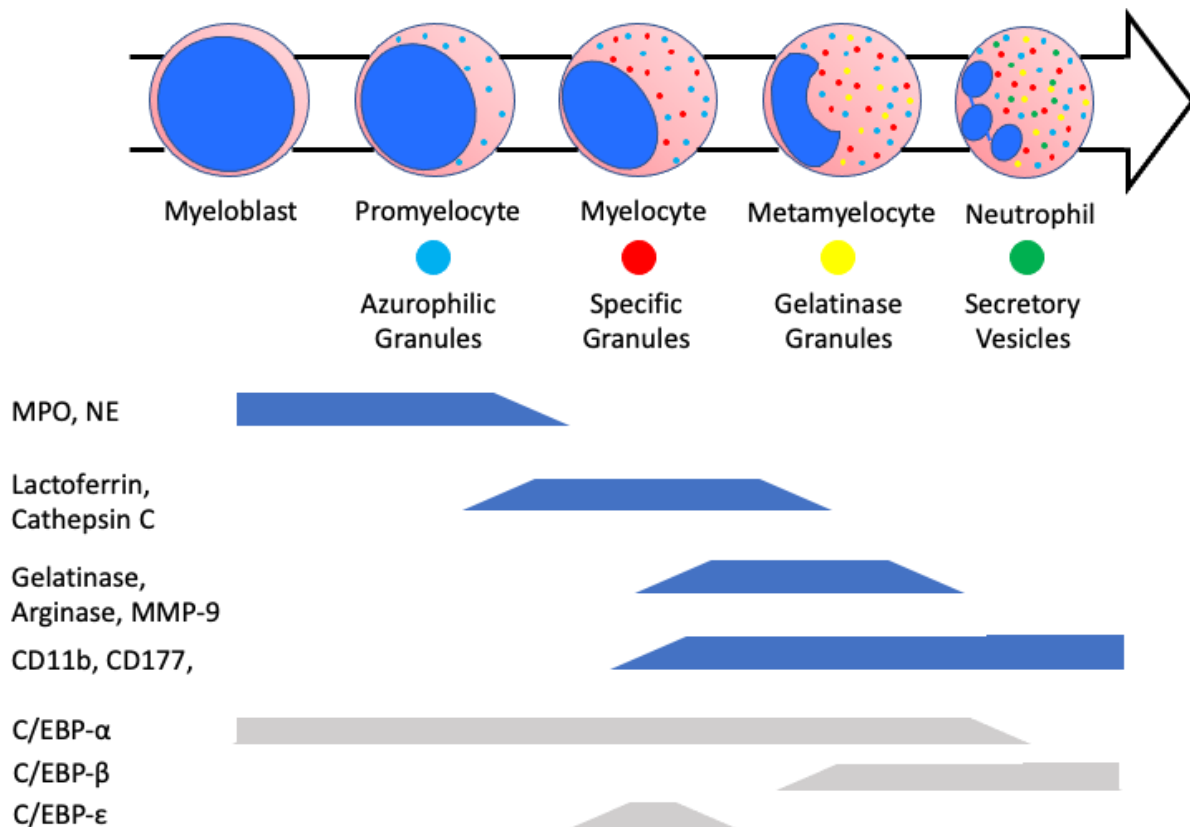 Myeloblast
Promyelocyte
Myelocyte
Metamyelocyte
Neutrophil
Azurophilic
Granules
Specific
Granules
Gelatinase
Granules
Secretory
Vesicles
MPO, NE
Lactoferrin,
Cathepsin C
Gelatinase,
Arginase, MMP-9
CD11b, CD177,
C/EBP-α
C/EBP-β
C/EBP-ε